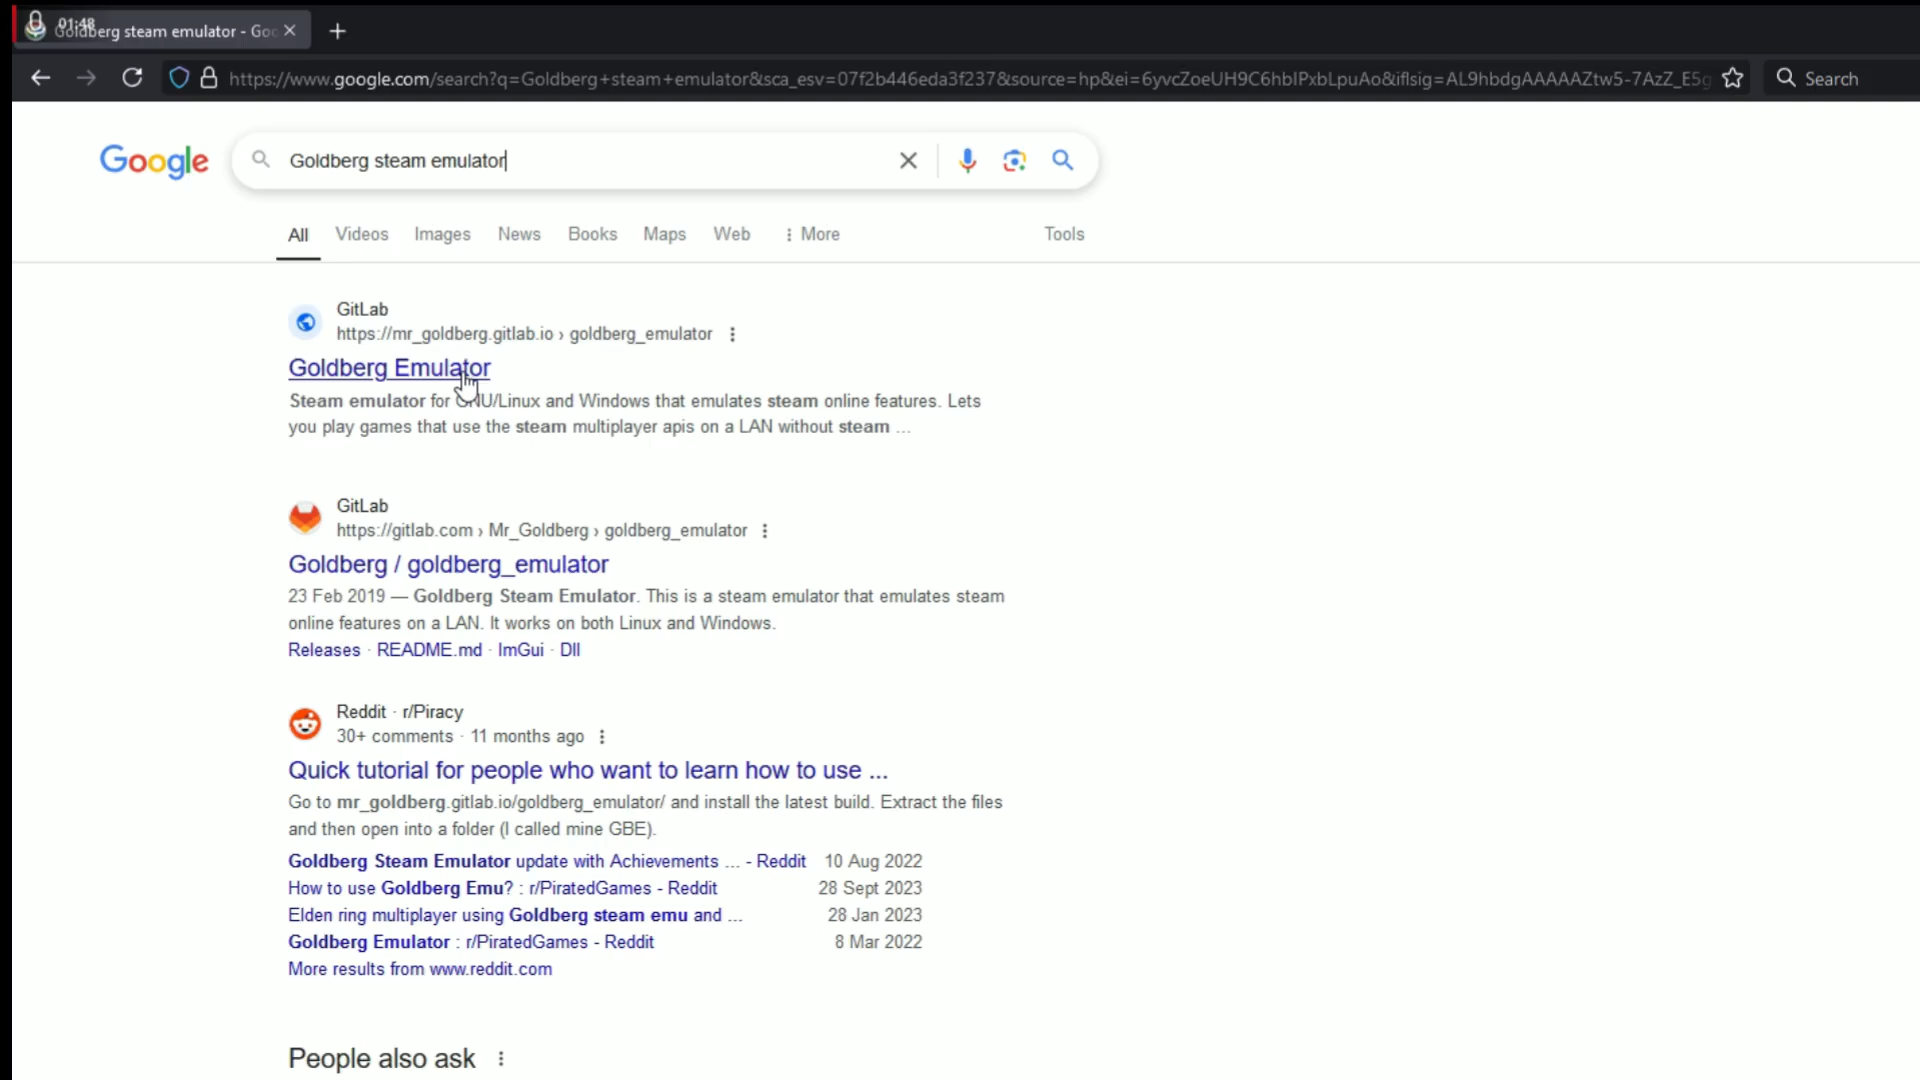 01:48
Goldberg steam emulator - Goo
https://www.google.com/search?q=Goldberg+steam+emulator&sca_esv=07f2b446eda3f237&source=hp&ei=6yvcZoeUH9C6hbIPxbLpuAo&iflsig=AL9hbdgAAAAAZtw5-7AzZ_E5g
Search
Google
Goldberg steam emulator
All Videos Images News Books Maps Web More Tools
GitLab
https://mr_goldberg.gitlab.io › goldberg_emulator
Goldberg Emulator
Steam emulator for GNU/Linux and Windows that emulates steam online features. Lets
you play games that use the steam multiplayer apis on a LAN without steam ...
GitLab
https://gitlab.com › Mr_Goldberg › goldberg_emulator
Goldberg / goldberg_emulator
23 Feb 2019 — Goldberg Steam Emulator. This is a steam emulator that emulates steam
online features on a LAN. It works on both Linux and Windows.
Releases · README.md · ImGui · Dll
Reddit · r/Piracy
30+ comments · 11 months ago
Quick tutorial for people who want to learn how to use ...
Go to mr_goldberg.gitlab.io/goldberg_emulator/ and install the latest build. Extract the files
and then open into a folder (I called mine GBE).
Goldberg Steam Emulator update with Achievements ... - Reddit 10 Aug 2022
How to use Goldberg Emu? : r/PiratedGames - Reddit 28 Sept 2023
Elden ring multiplayer using Goldberg steam emu and ... 28 Jan 2023
Goldberg Emulator : r/PiratedGames - Reddit 8 Mar 2022
More results from www.reddit.com
People also ask